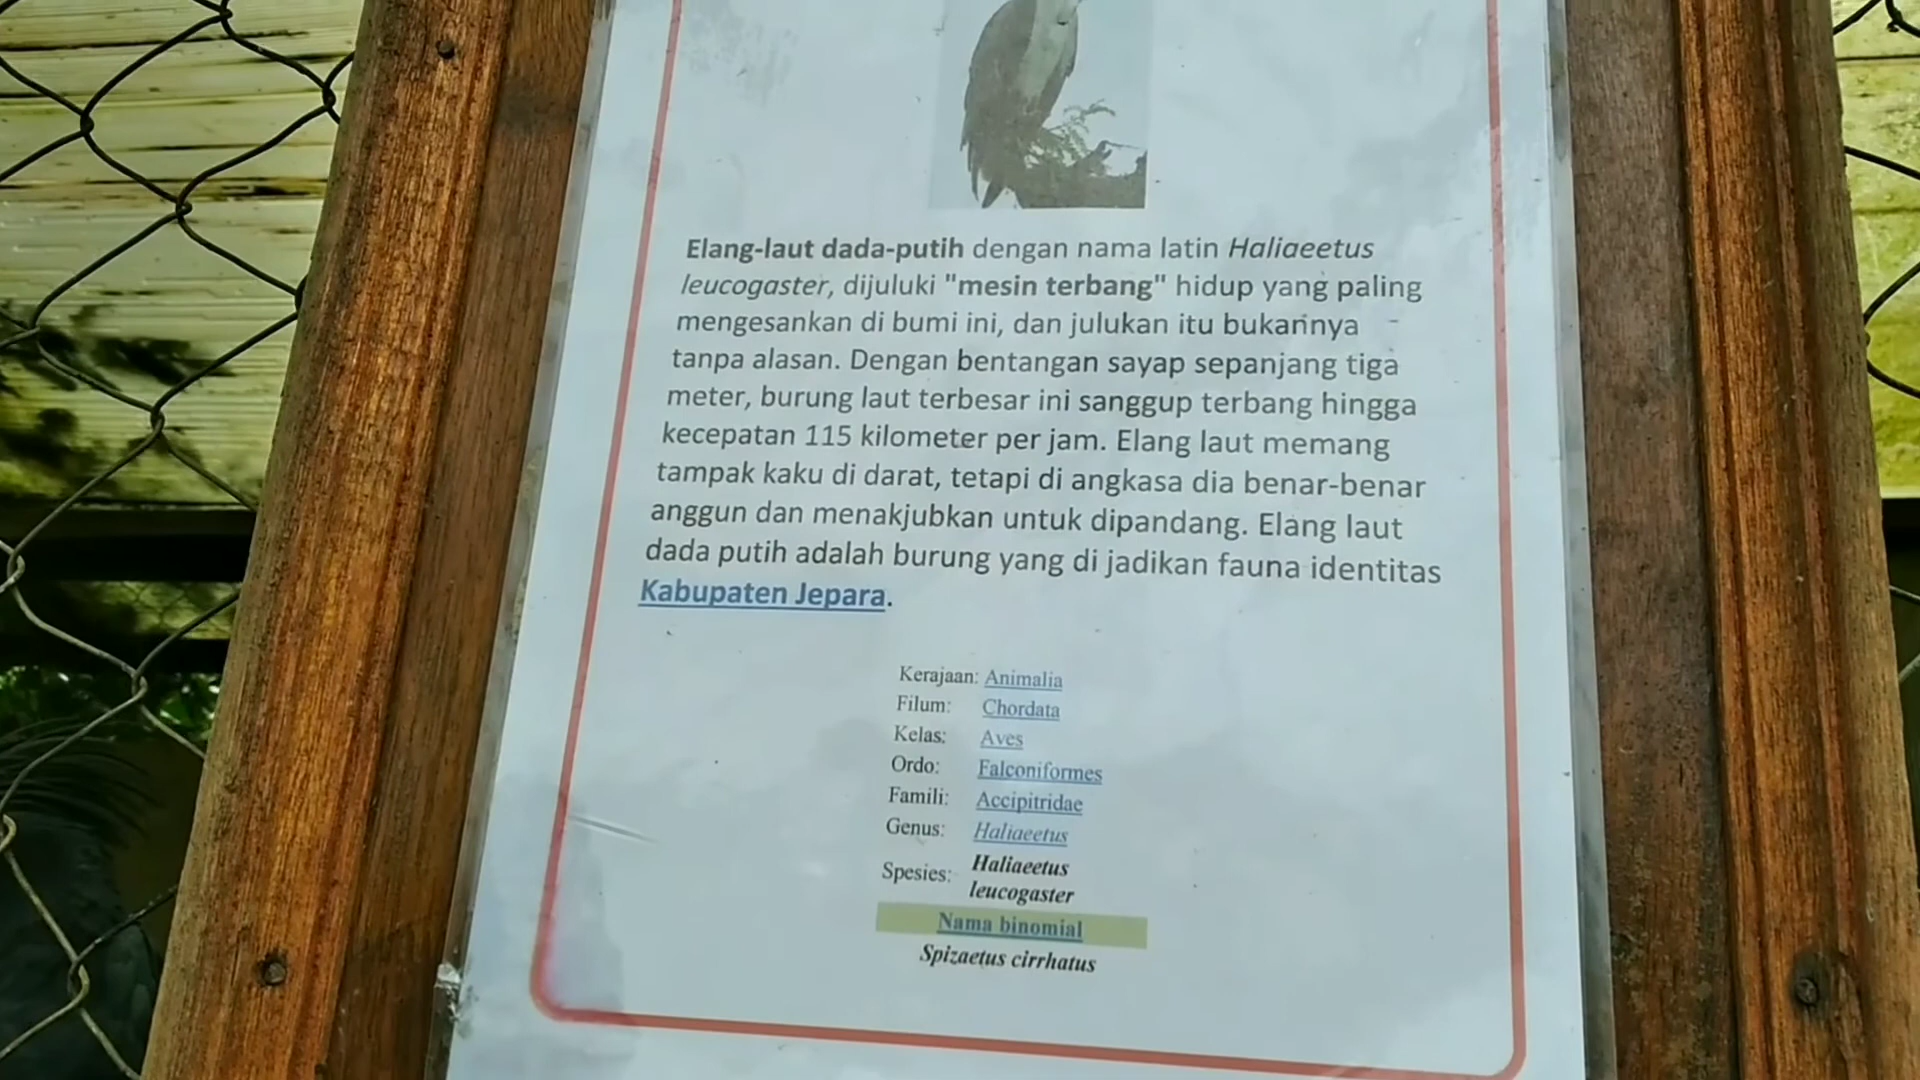 Elang-laut dada-putih dengan nama latin Haliaeetus
leucogaster, dijuluki "mesin terbang" hidup yang paling
mengesankan di bumi ini, dan julukan itu bukannya
tanpa alasan. Dengan bentangan sayap sepanjang tiga
meter, burung laut terbesar ini sanggup terbang hingga
kecepatan 115 kilometer per jam. Elang laut memang
tampak kaku di darat, tetapi di angkasa dia benar-benar
anggun dan menakjubkan untuk dipandang. Elang laut
dada putih adalah burung yang di jadikan fauna identitas
Kabupaten Jepara.
Kerajaan: Animalia
Filum: Chordata
Kelas: Aves
Ordo: Falconiformes
Famili: Accipitridae
Genus: Haliaeetus
Spesies: Haliaeetus
leucogaster
Nama binomial
Spizaetus cirrhatus